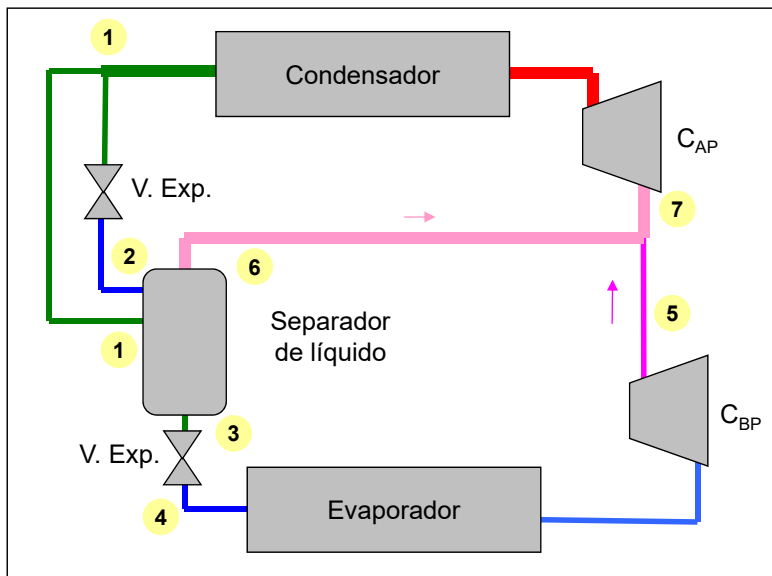 1
Condensador
C_AP
V. Exp.
7
2
6
5
Separador
de líquido
1
3
C_BP
V. Exp.
4
Evaporador